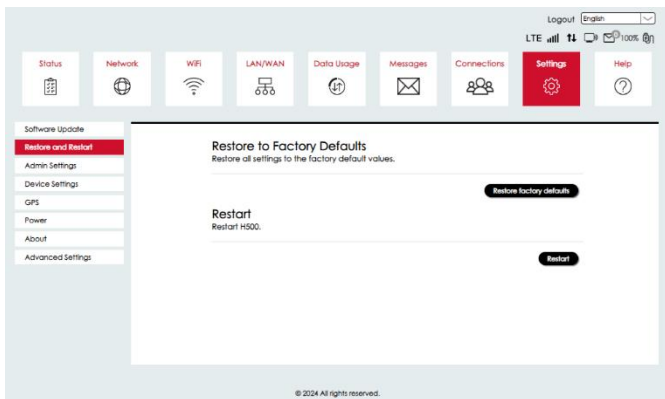 Logout English
LTE 100%
Status Network WiFi LAN/WAN Data Usage Messages Connections Settings Help
Software Update
Restore and Restart
Admin Settings
Device Settings
GPS
Power
About
Advanced Settings
Restore to Factory Defaults
Restore all settings to the factory default values.
Restore factory defaults
Restart
Restart H500.
Restart
© 2024 All rights reserved.